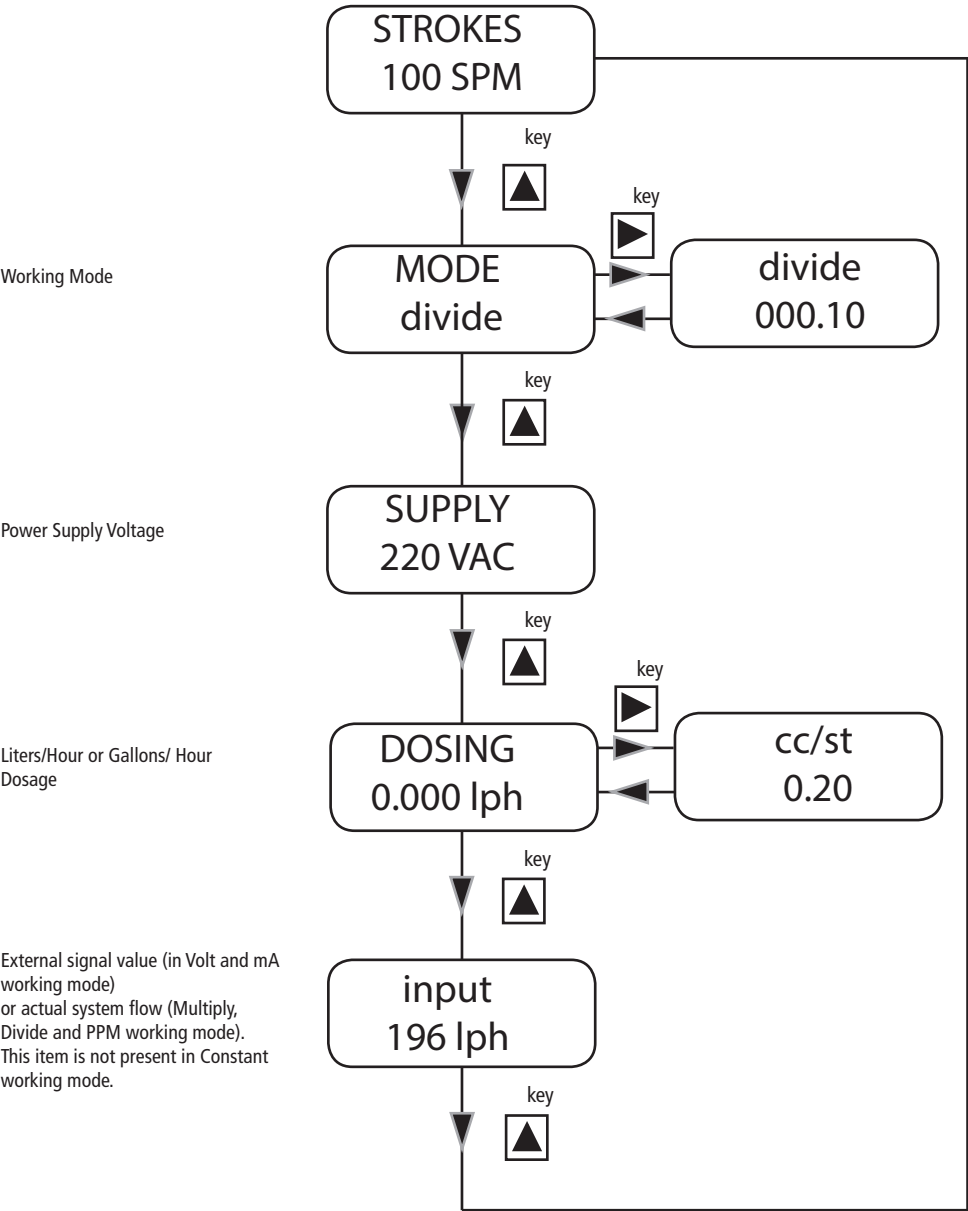 STROKES
100 SPM
key
key
Working Mode
MODE
divide
divide
000.10
key
SUPPLY
220 VAC
Power Supply Voltage
key
key
Liters/Hour or Gallons/ Hour
Dosage
DOSING
0.000 lph
cc/st
0.20
key
External signal value (in Volt and mA
working mode)
or actual system flow (Multiply,
Divide and PPM working mode).
This item is not present in Constant
working mode.
input
196 lph
key